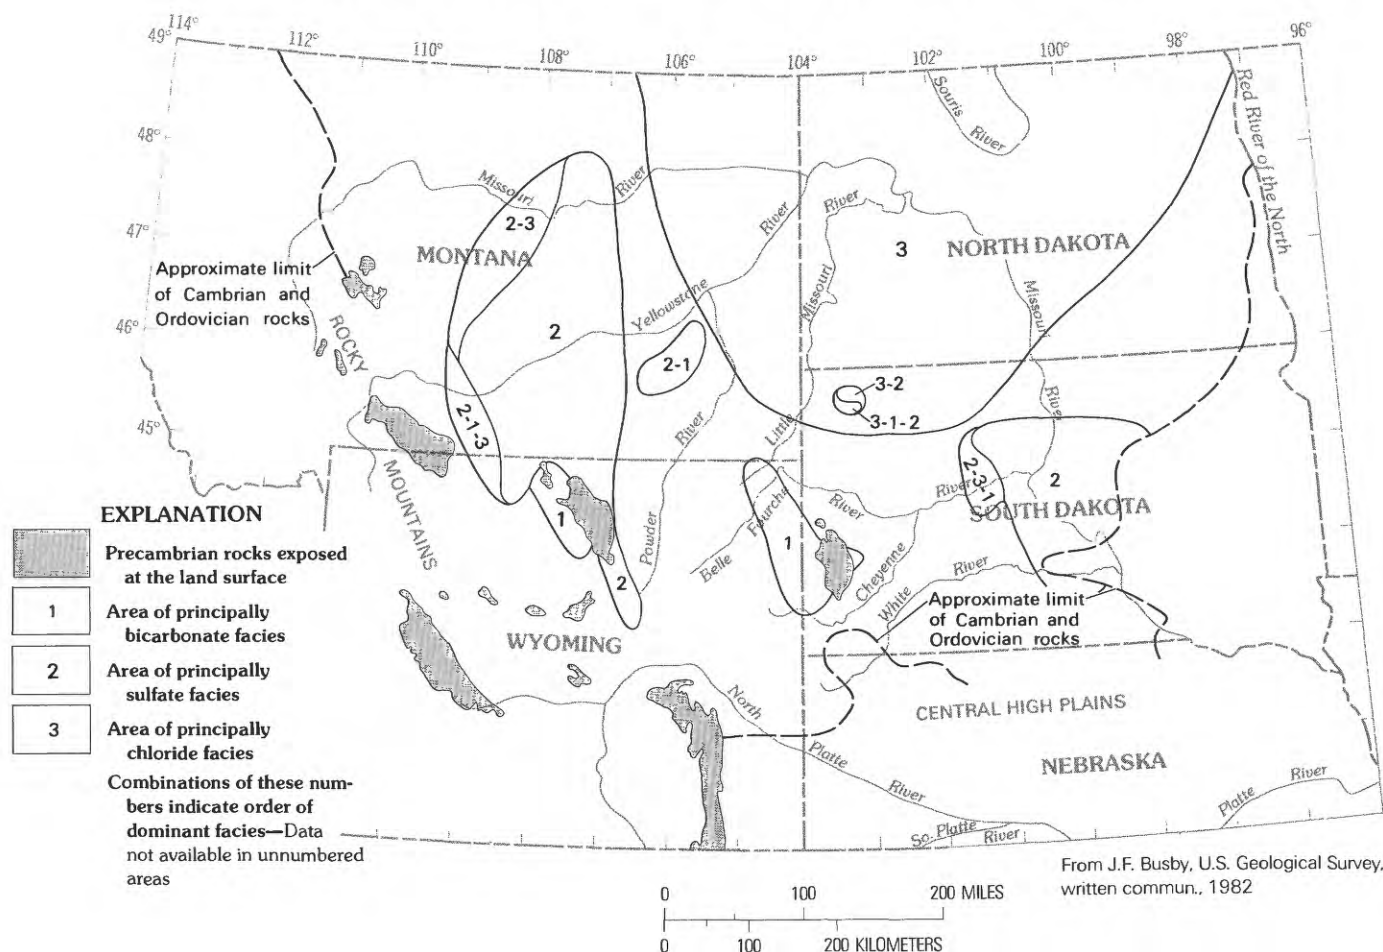 114°
112°
110°
108°
106°
104°
102°
100°
98°
96°
49°
48°
47°
46°
45°
Souris
River
Red River of the North
Missouri
River
River
River
2-3
MONTANA
3
NORTH DAKOTA
Approximate limit
of Cambrian and
Ordovician rocks
Missouri
Missouri
Yellowstone
ROCKY
2
2-1
3-2
3-1-2
River
2-1-3
River
Little
MOUNTAINS
2-3-1
2
River
SOUTH DAKOTA
1
Fourche
River
Belle
1
Powder
2
Cheyenne
White
River
Approximate limit
of Cambrian and
Ordovician rocks
WYOMING
North
Platte
River
CENTRAL HIGH PLAINS
NEBRASKA
Platte
River
So. Platte
River
EXPLANATION
Precambrian rocks exposed
at the land surface
1
Area of principally
bicarbonate facies
2
Area of principally
sulfate facies
3
Area of principally
chloride facies
Combinations of these num-
bers indicate order of
dominant facies—Data
not available in unnumbered
areas
From J.F. Busby, U.S. Geological Survey,
written commun., 1982
0 100 200 MILES
0 100 200 KILOMETERS